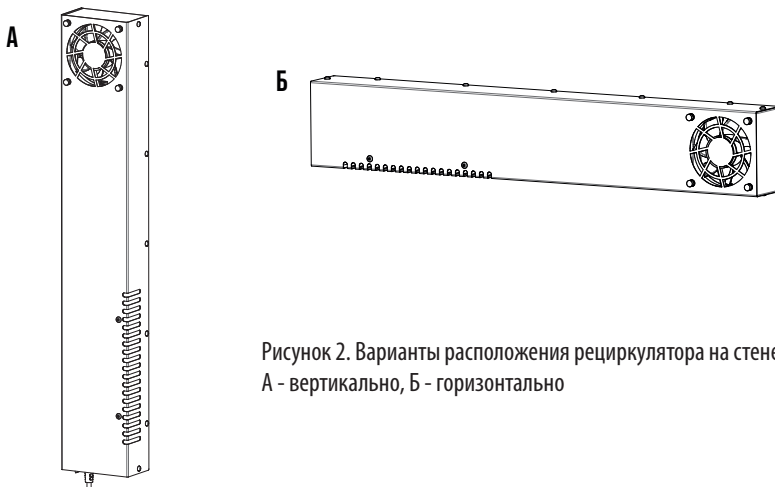 А
Б
Рисунок 2. Варианты расположения рециркулятора на стене
А - вертикально, Б - горизонтально